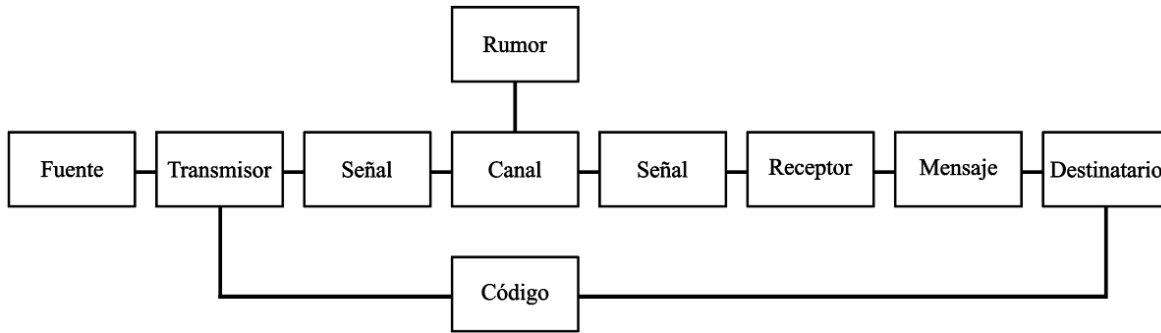 Rumor
Fuente
Transmisor
Señal
Canal
Señal
Receptor
Mensaje
Destinatario
Código